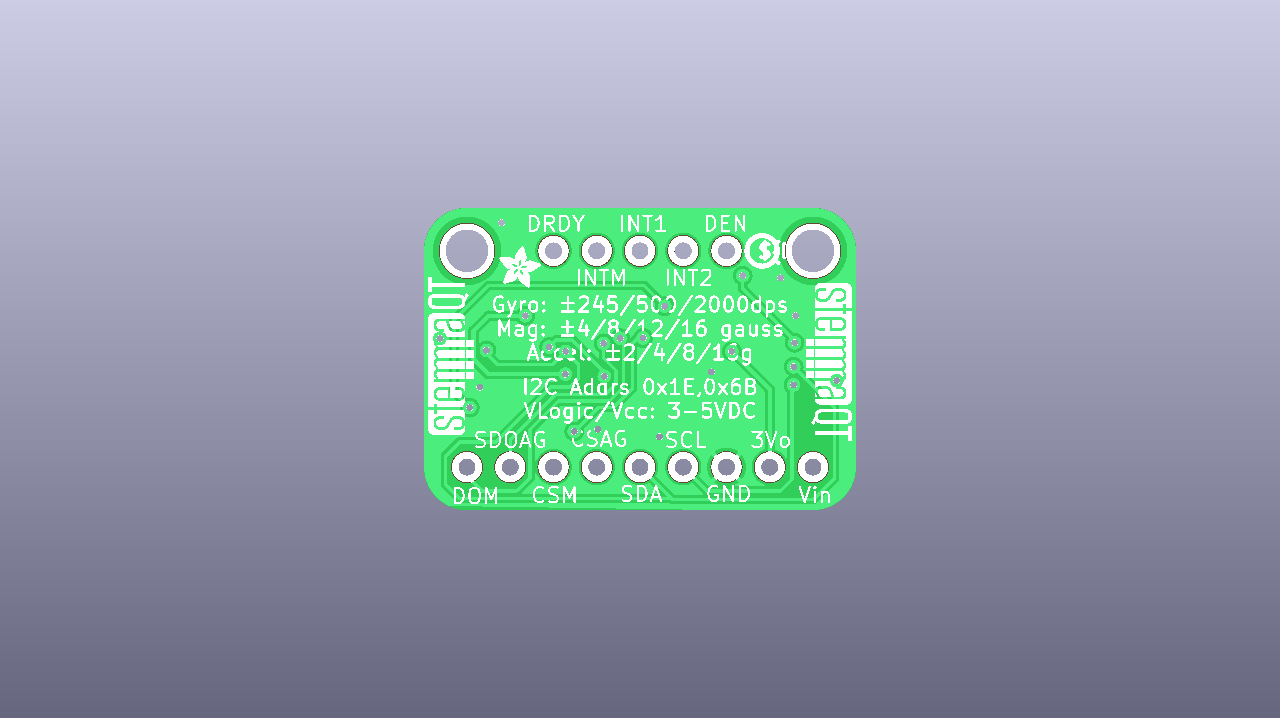 DRDY INT1 DEN
INTM INT2
stemma QT
Gyro: ±245/500/2000dps
Mag: ±4/8/12/16 gauss
Accel: ±2/4/8/16g
I2C Addrs 0x1E,0x6B
VLogic/Vcc: 3-5VDC
stemma QT
SDOAG CSAG SCL 3Vo
DOM CSM SDA GND Vin